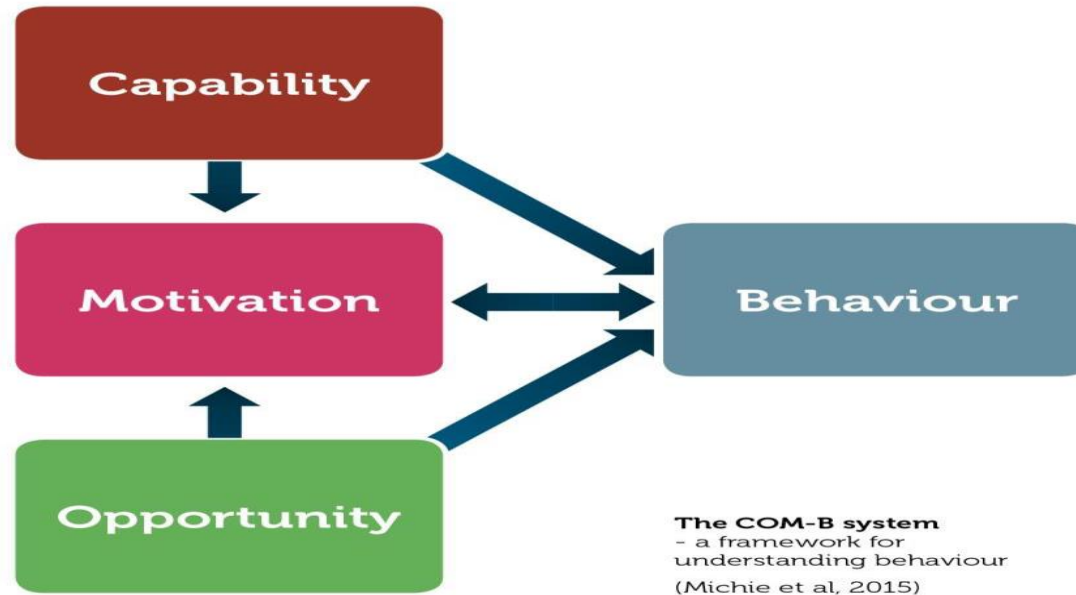 Capability
Motivation
Behaviour
Opportunity
The COM-B system
- a framework for
understanding behaviour
(Michie et al, 2015)